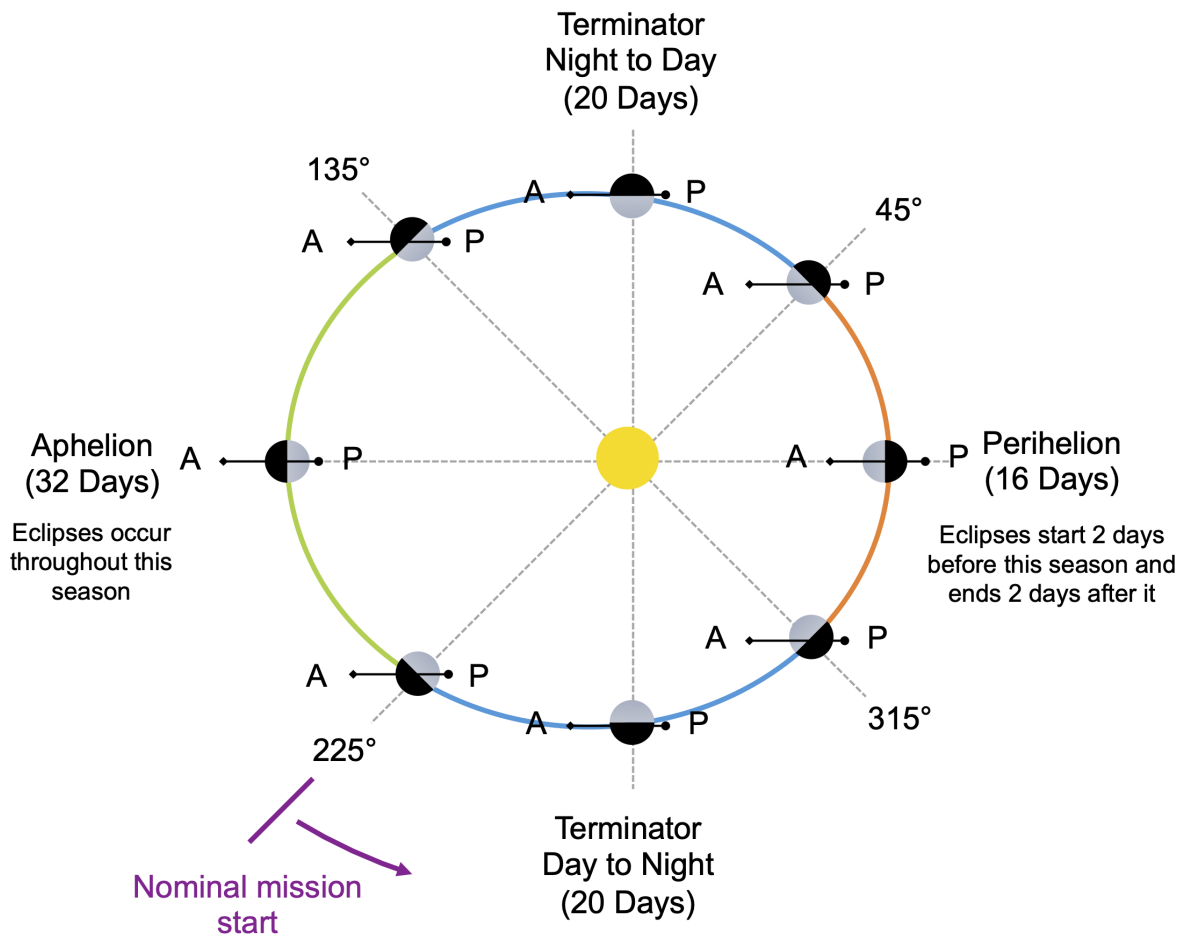 Terminator
Night to Day
(20 Days)
135°
45°
A P
A P
A P
Aphelion
(32 Days)
A P
A P
Perihelion
(16 Days)
Eclipses occur
throughout this
season
Eclipses start 2 days
before this season and
ends 2 days after it
A P
A P
A P
225°
315°
Terminator
Day to Night
(20 Days)
Nominal mission
start